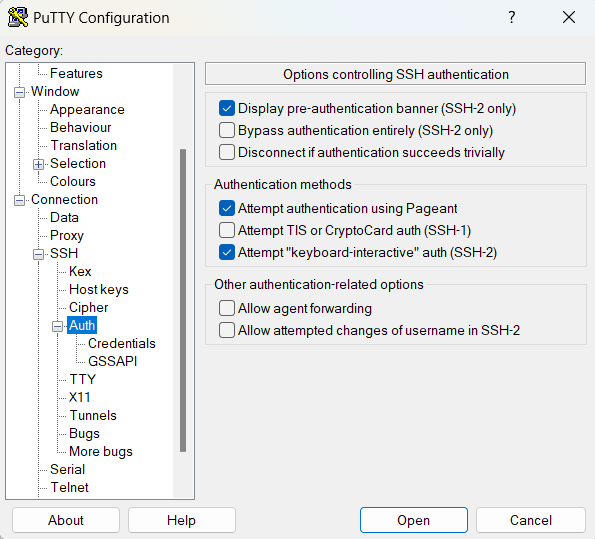 PuTTY Configuration
?
Category:
Features
Window
Appearance
Behaviour
Translation
Selection
Colours
Connection
Data
Proxy
SSH
Kex
Host keys
Cipher
Auth
Credentials
GSSAPI
TTY
X11
Tunnels
Bugs
More bugs
Serial
Telnet
Options controlling SSH authentication
Display pre-authentication banner (SSH-2 only)
Bypass authentication entirely (SSH-2 only)
Disconnect if authentication succeeds trivially
Authentication methods
Attempt authentication using Pageant
Attempt TIS or CryptoCard auth (SSH-1)
Attempt "keyboard-interactive" auth (SSH-2)
Other authentication-related options
Allow agent forwarding
Allow attempted changes of username in SSH-2
About
Help
Open
Cancel